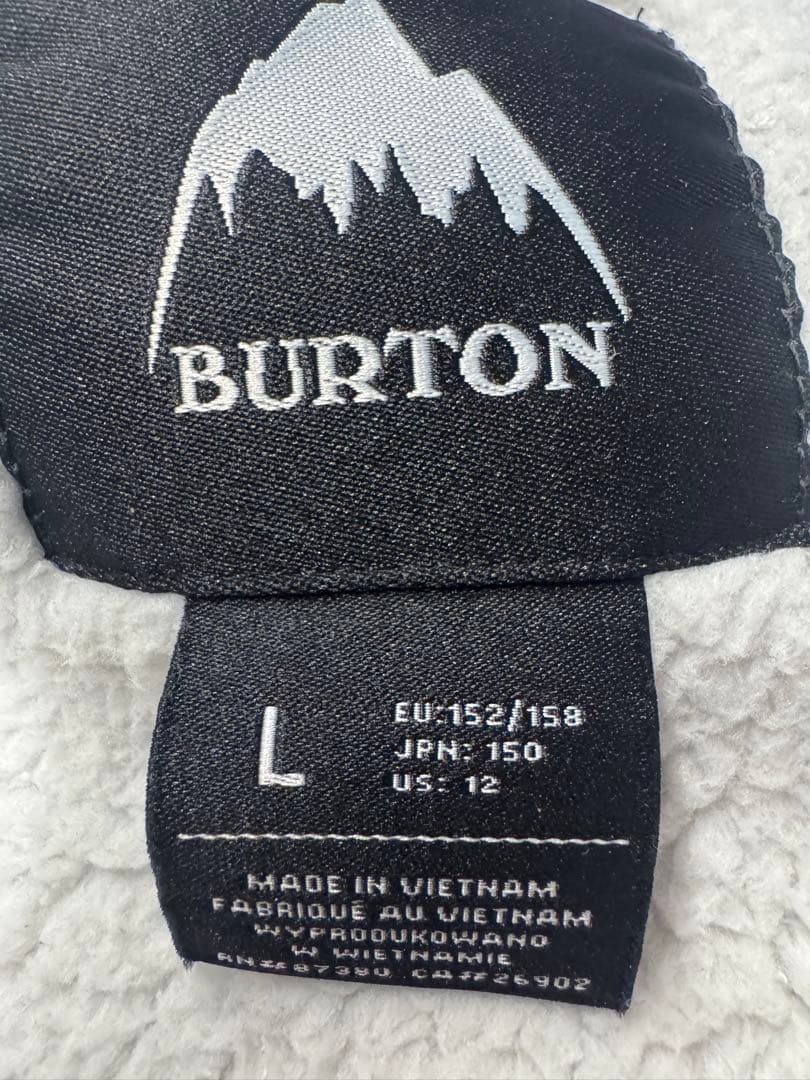 BURTON
L
EU:152/158
JPN: 150
US: 12
MADE IN VIETNAM
FABRIQUÉ AU VIETNAM
WYPRODUKOWANO
W WIETNAMIE
RN#87380 CA#26902